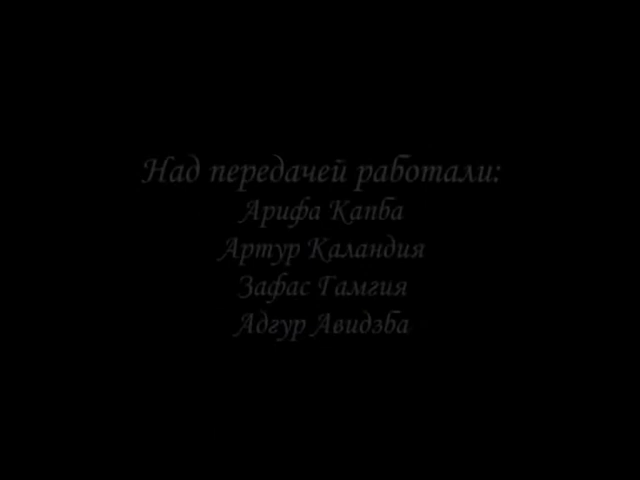 Над передачей работали:
Арифа Капба
Артур Каландия
Зафас Гамгия
Адгур Авидзба